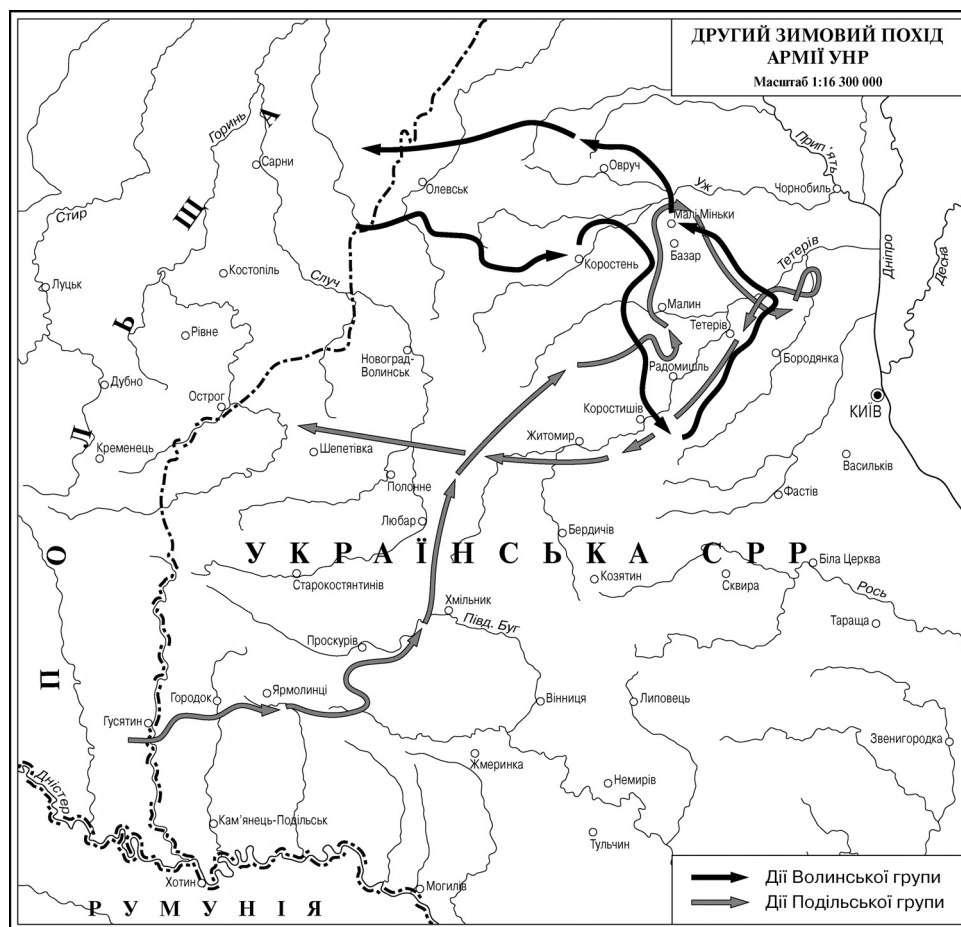 ДРУГИЙ ЗИМОВИЙ ПОХІД
АРМІЇ УНР
Масштаб 1:16 300 000
Горинь
Сарни
Стир
Олевськ
Овруч
Прип'ять
Уж
Чорнобиль
Малі Міньки
Базар
Тетерів
Дніпро
Десна
Луцьк
Костопіль
Случ
Коростень
Малин
Тетерів
Рівне
Новоград-
Волинськ
Радомишль
Бородянка
Дубно
Острог
КИЇВ
Коростишів
Житомир
Кременець
Шепетівка
Васильків
Полонне
Фастів
Любар
Бердичів
ПОЛЬЩА
УКРАЇНСЬКА СРР
Біла Церква
Старокостянтинів
Козятин
Сквира
Рось
Хмільник
Півд. Буг
Тараща
Проскурів
Городок
Ярмолинці
Вінниця
Липовець
Гусятин
Звенигородка
Жмеринка
Дністер
Немирів
Кам'янець-Подільськ
Тульчин
Хотин
Могилів
РУМУНІЯ
Дії Волинської групи
Дії Подільської групи